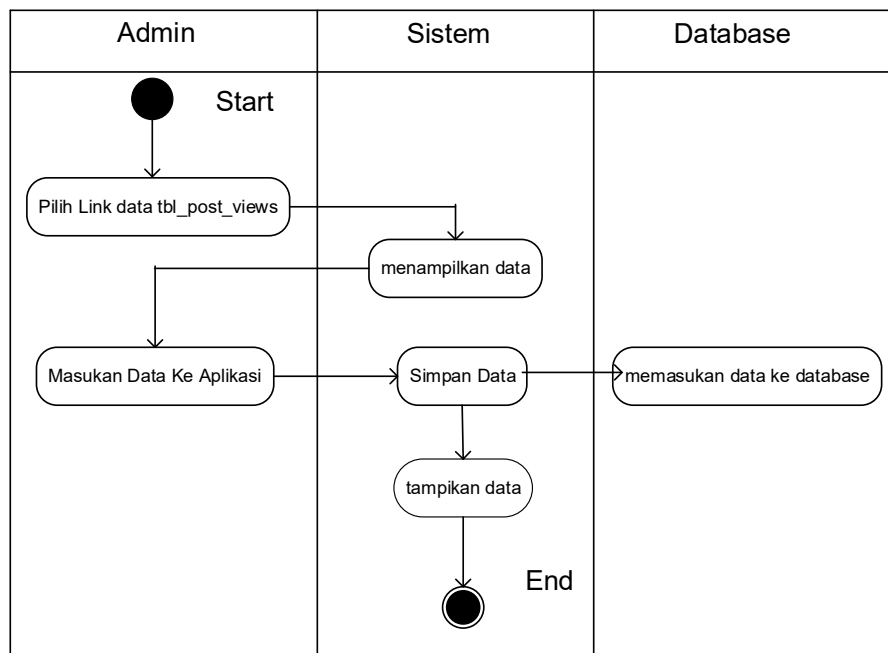 Admin
Sistem
Database
Start
Pilih Link data tbl_post_views
menampilkan data
Masukan Data Ke Aplikasi
Simpan Data
memasukan data ke database
tampikan data
End